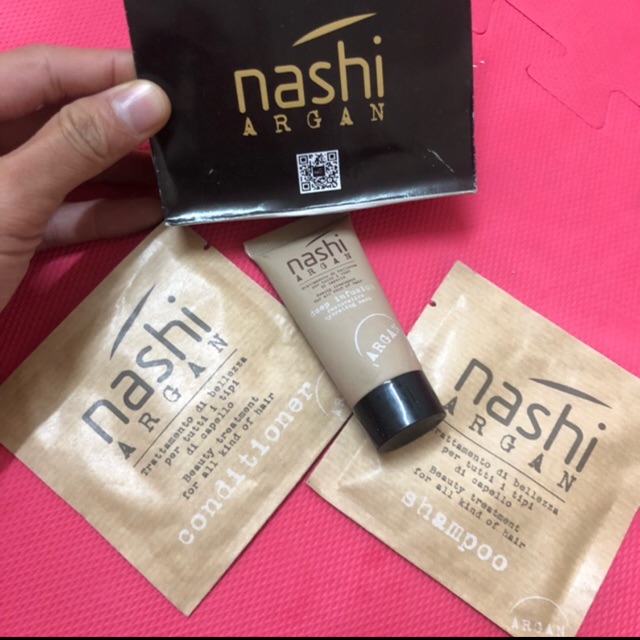 nashi
ARGAN
nashi
ARGAN
deep infusion
ARGAN
nashi
ARGAN
Trattamento di bellezza
per tutti i tipi
di capello
Beauty treatment
for all kind of hair
conditioner
nashi
ARGAN
Trattamento di bellezza
per tutti i tipi
di capello
Beauty treatment
for all kind of hair
shampoo
ARGAN